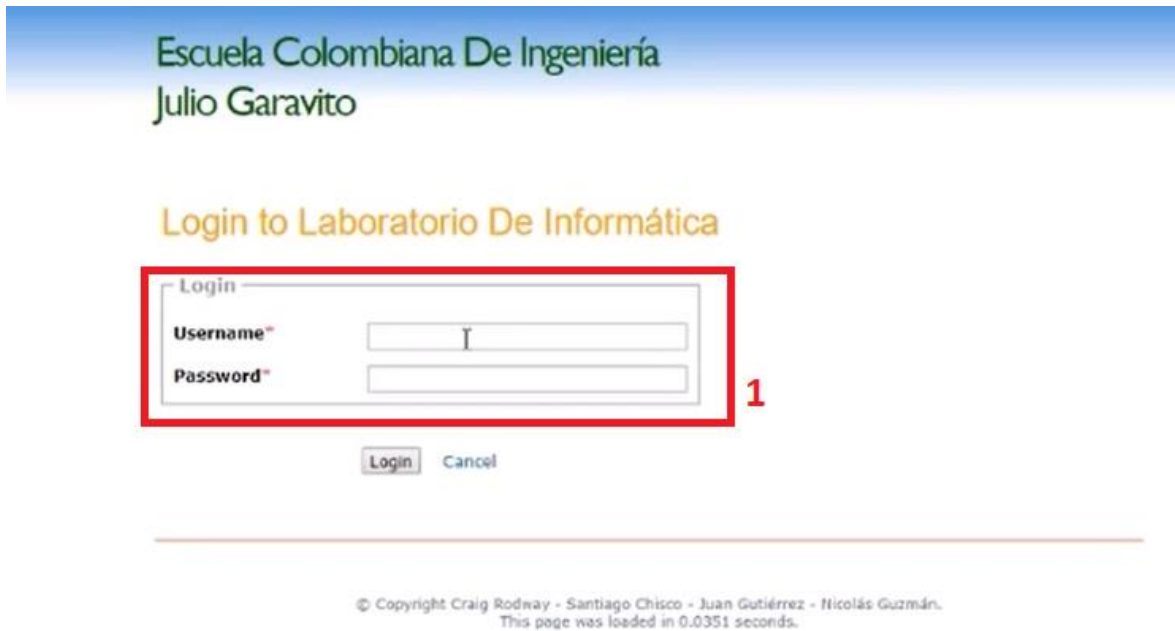 Escuela Colombiana De Ingeniería
Julio Garavito
Login to Laboratorio De Informática
Login
Username*
Password*
1
Login Cancel
© Copyright Craig Rodway - Santiago Chisco - Juan Gutiérrez - Nicolás Guzmán.
This page was loaded in 0.0351 seconds.